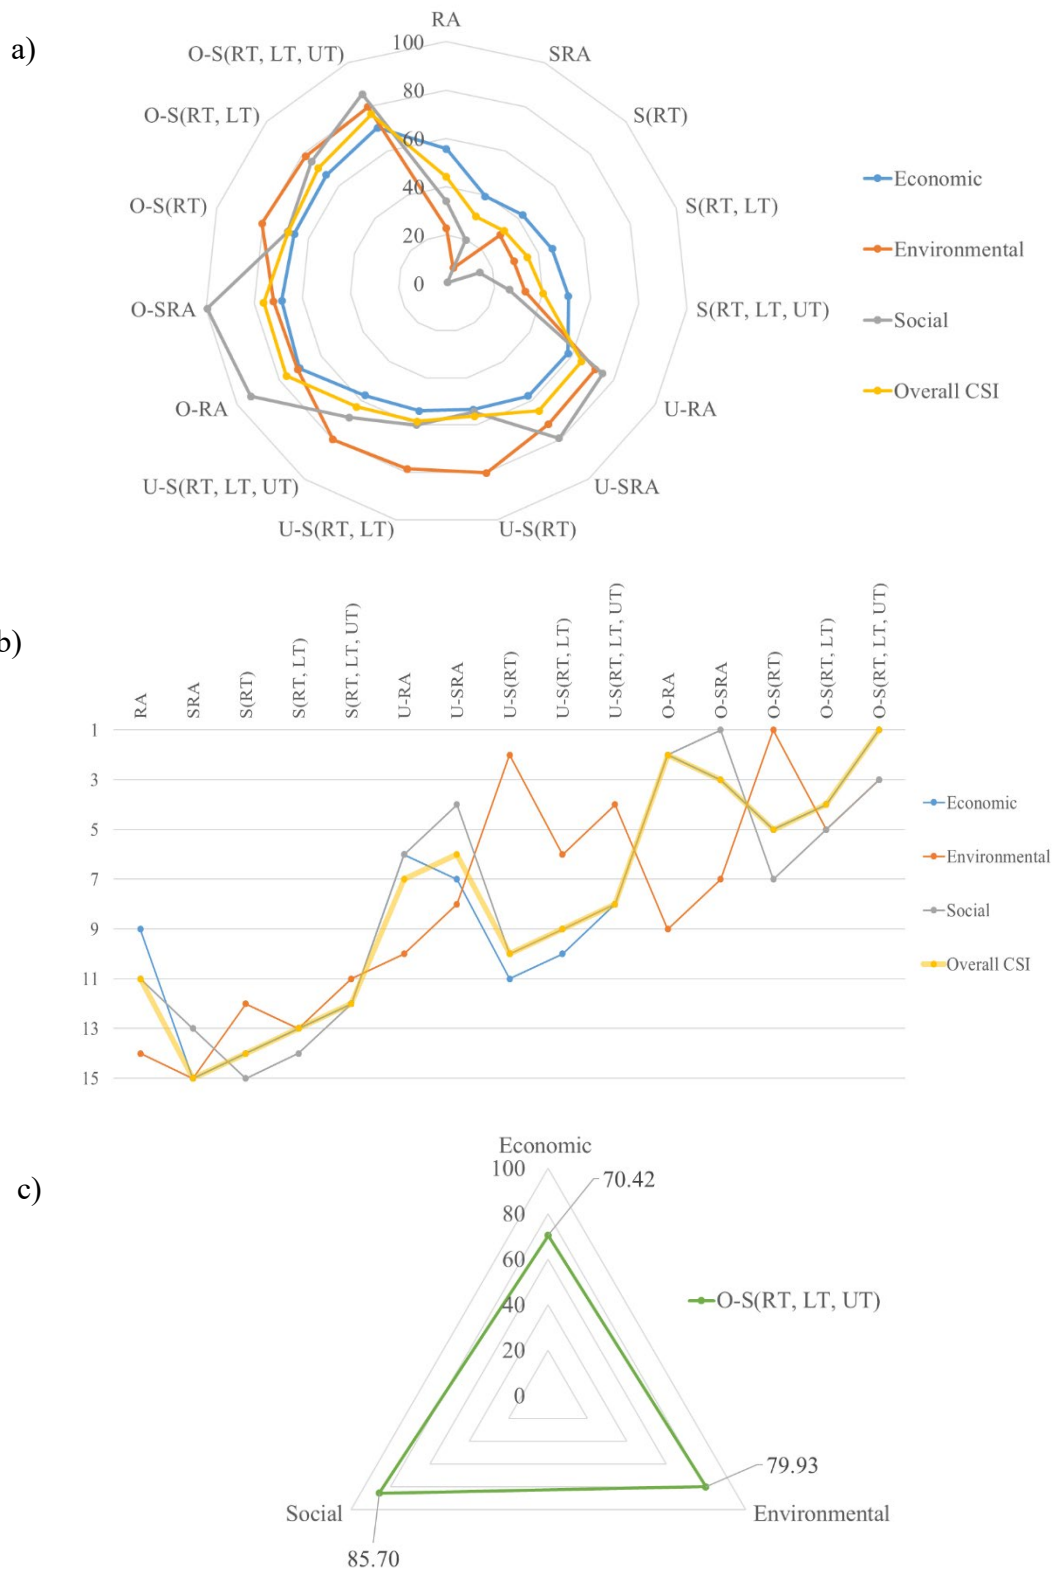 a)
RA
SRA
S(RT)
S(RT, LT)
S(RT, LT, UT)
U-RA
U-SRA
U-S(RT)
U-S(RT, LT)
U-S(RT, LT, UT)
O-RA
O-SRA
O-S(RT)
O-S(RT, LT)
O-S(RT, LT, UT)
100
80
60
40
20
0
Economic
Environmental
Social
Overall CSI
b)
RA
SRA
S(RT)
S(RT, LT)
S(RT, LT, UT)
U-RA
U-SRA
U-S(RT)
U-S(RT, LT)
U-S(RT, LT, UT)
O-RA
O-SRA
O-S(RT)
O-S(RT, LT)
O-S(RT, LT, UT)
1
3
5
7
9
11
13
15
Economic
Environmental
Social
Overall CSI
c)
Economic
100
80
60
40
20
0
70.42
O-S(RT, LT, UT)
79.93
Social
Environmental
85.70